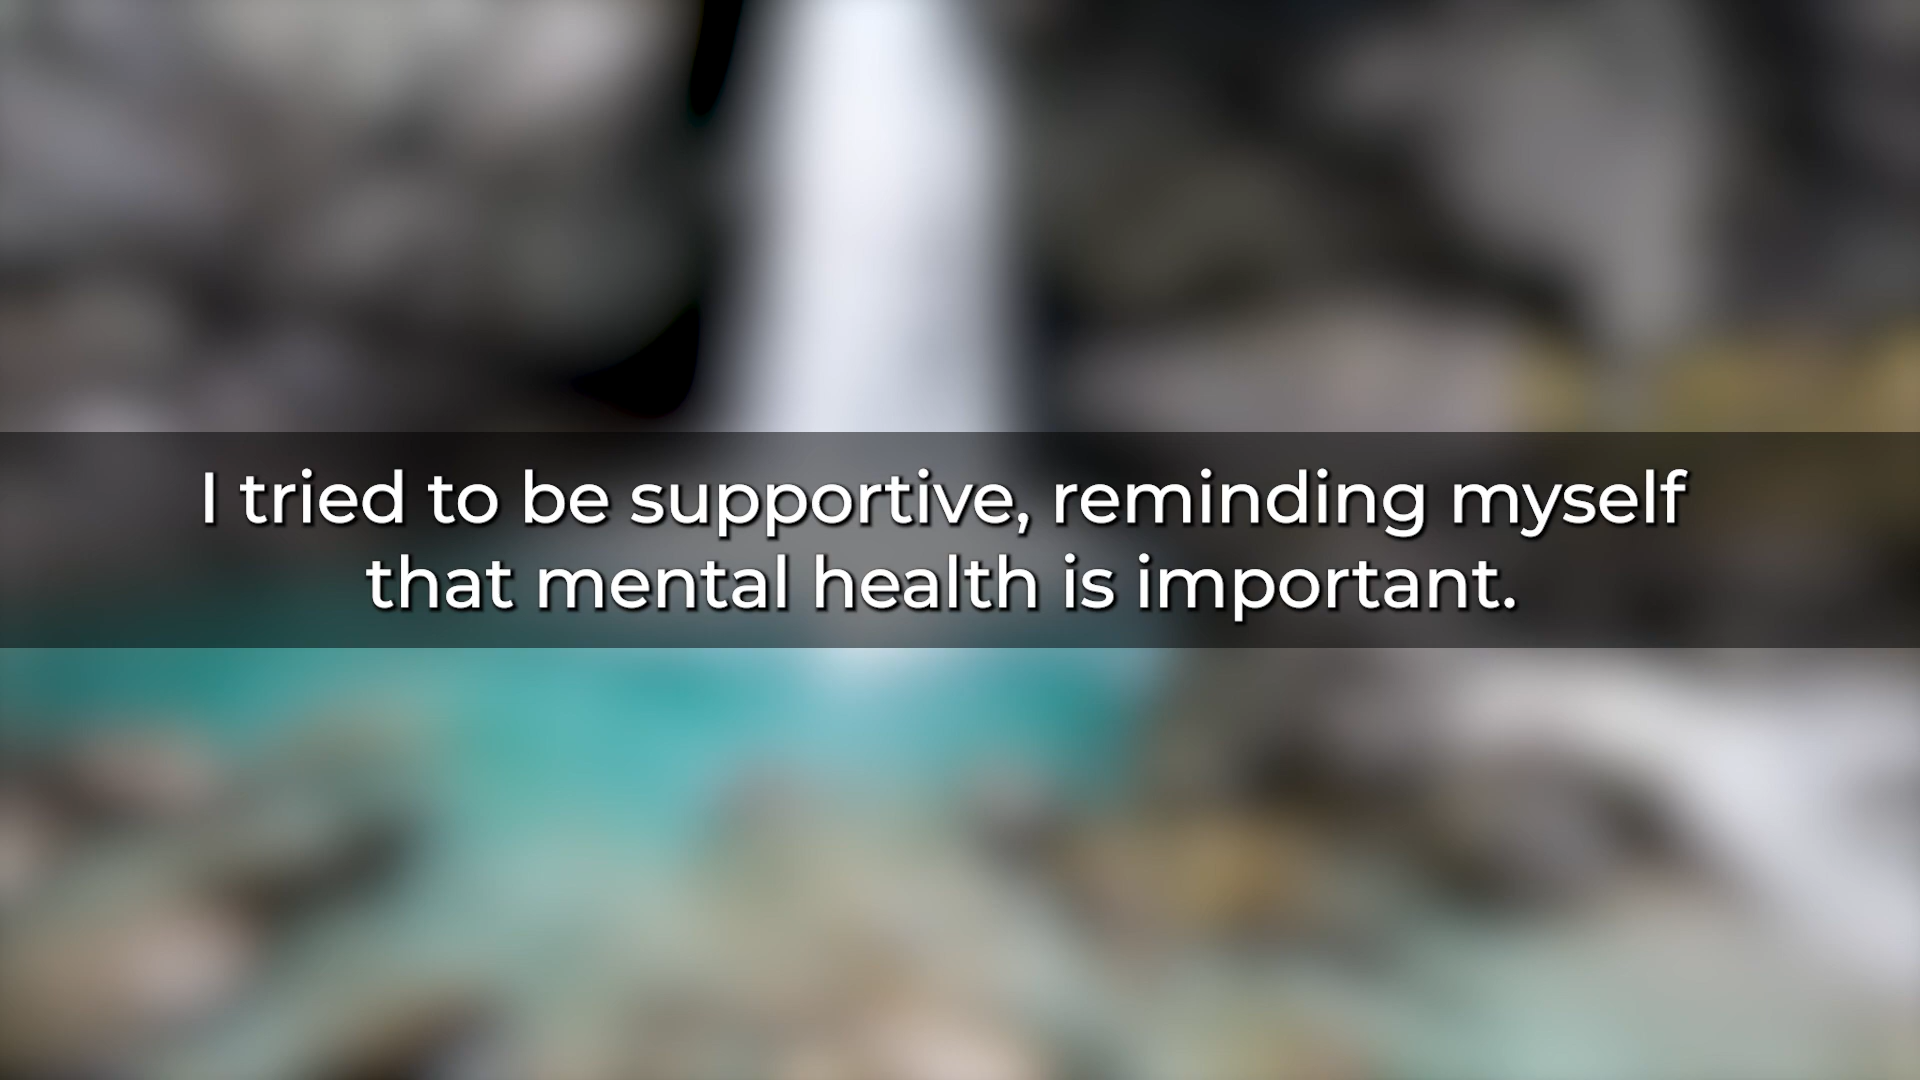 I tried to be supportive, reminding myself
that mental health is important.